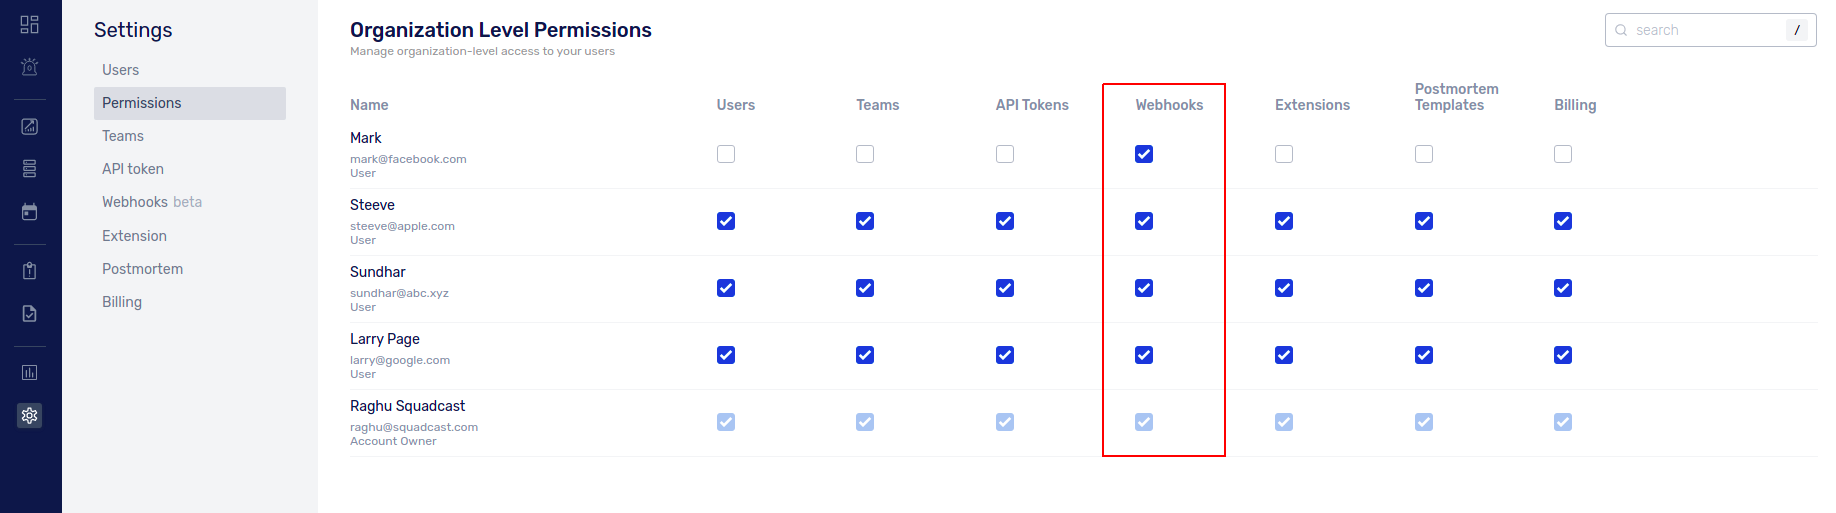 Settings
Users
Permissions
Teams
API token
Webhooks beta
Extension
Postmortem
Billing
Organization Level Permissions
Manage organization-level access to your users
search /
Name Users Teams API Tokens Webhooks Extensions Postmortem Templates Billing
Mark
mark@facebook.com
User
Steeve
steeve@apple.com
User
Sundhar
sundhar@abc.xyz
User
Larry Page
larry@google.com
User
Raghu Squadcast
raghu@squadcast.com
Account Owner